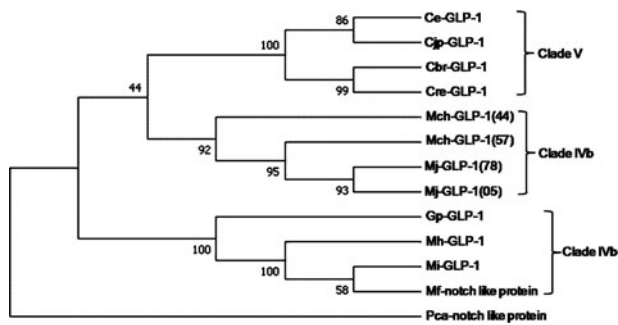 86
Ce-GLP-1
Cjp-GLP-1
100
Cbr-GLP-1
99
Cre-GLP-1
Clade V
44
Mch-GLP-1(44)
92
Mch-GLP-1(57)
95
Mj-GLP-1(78)
93
Mj-GLP-1(05)
Clade IVb
Gp-GLP-1
100
Mh-GLP-1
100
Mi-GLP-1
58
Mf-notch like protein
Clade IVb
Pca-notch like protein